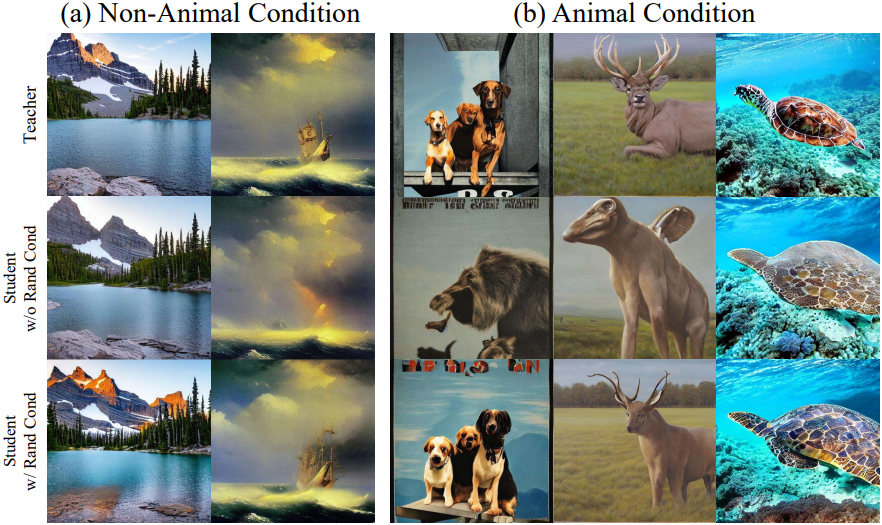 (a) Non-Animal Condition
(b) Animal Condition
Teacher
Student
w/o Rand Cond
Student
w/ Rand Cond